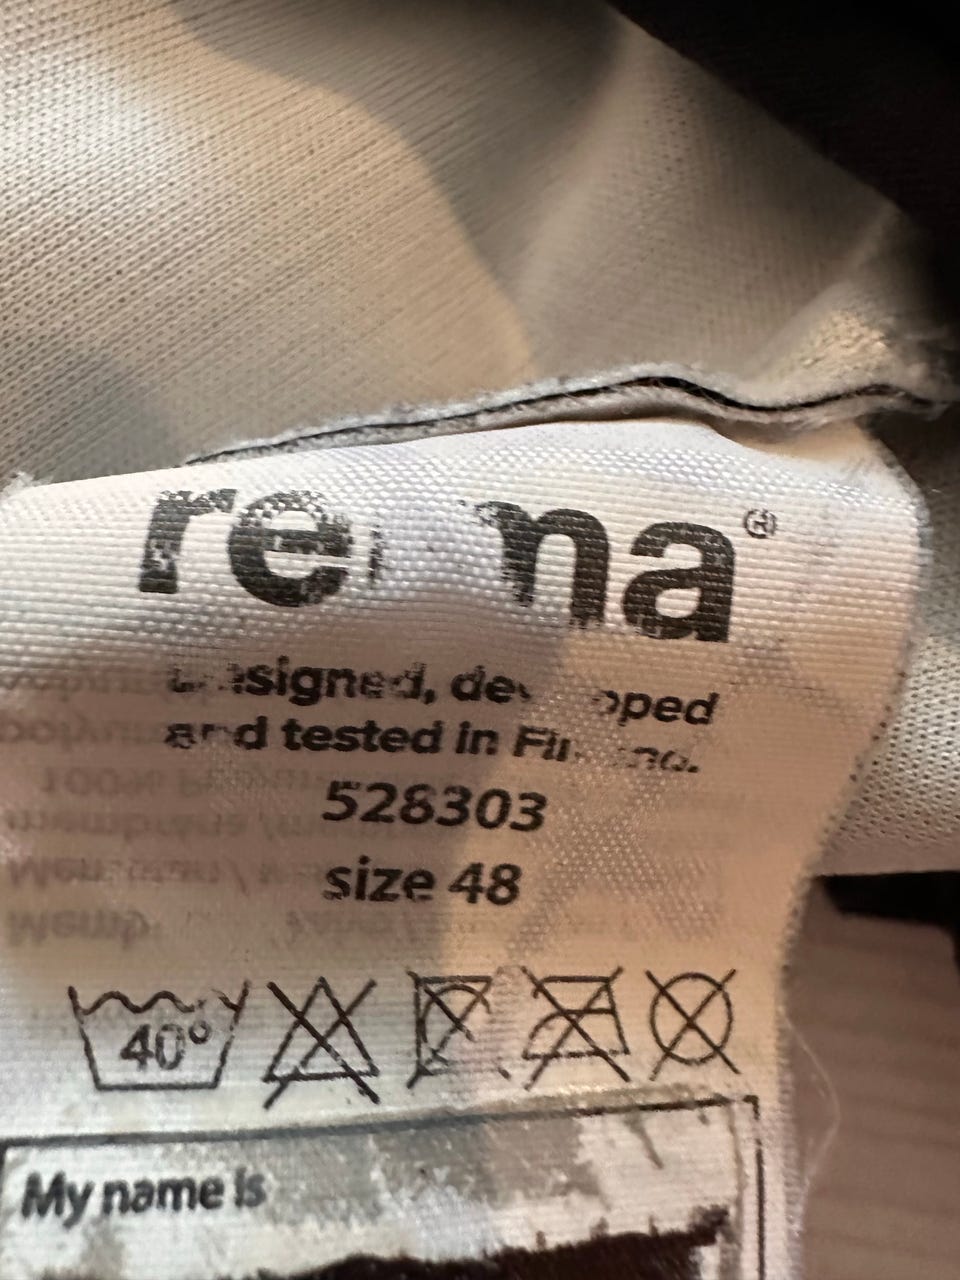 reima®
Designed, developed
and tested in Finland.
528303
size 48
40°
My name is